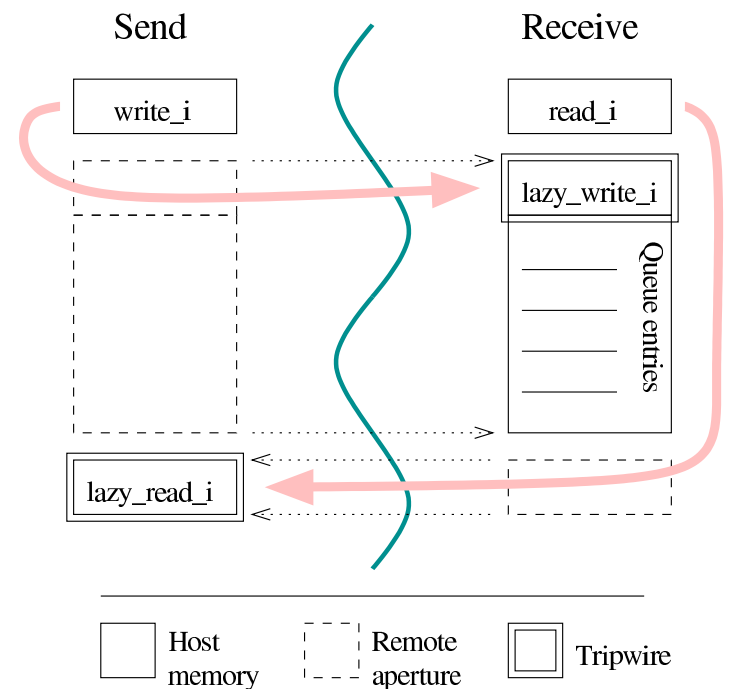 Send
Receive
write_i
read_i
lazy_write_i
Queue entries
lazy_read_i
Host
memory
Remote
aperture
Tripwire